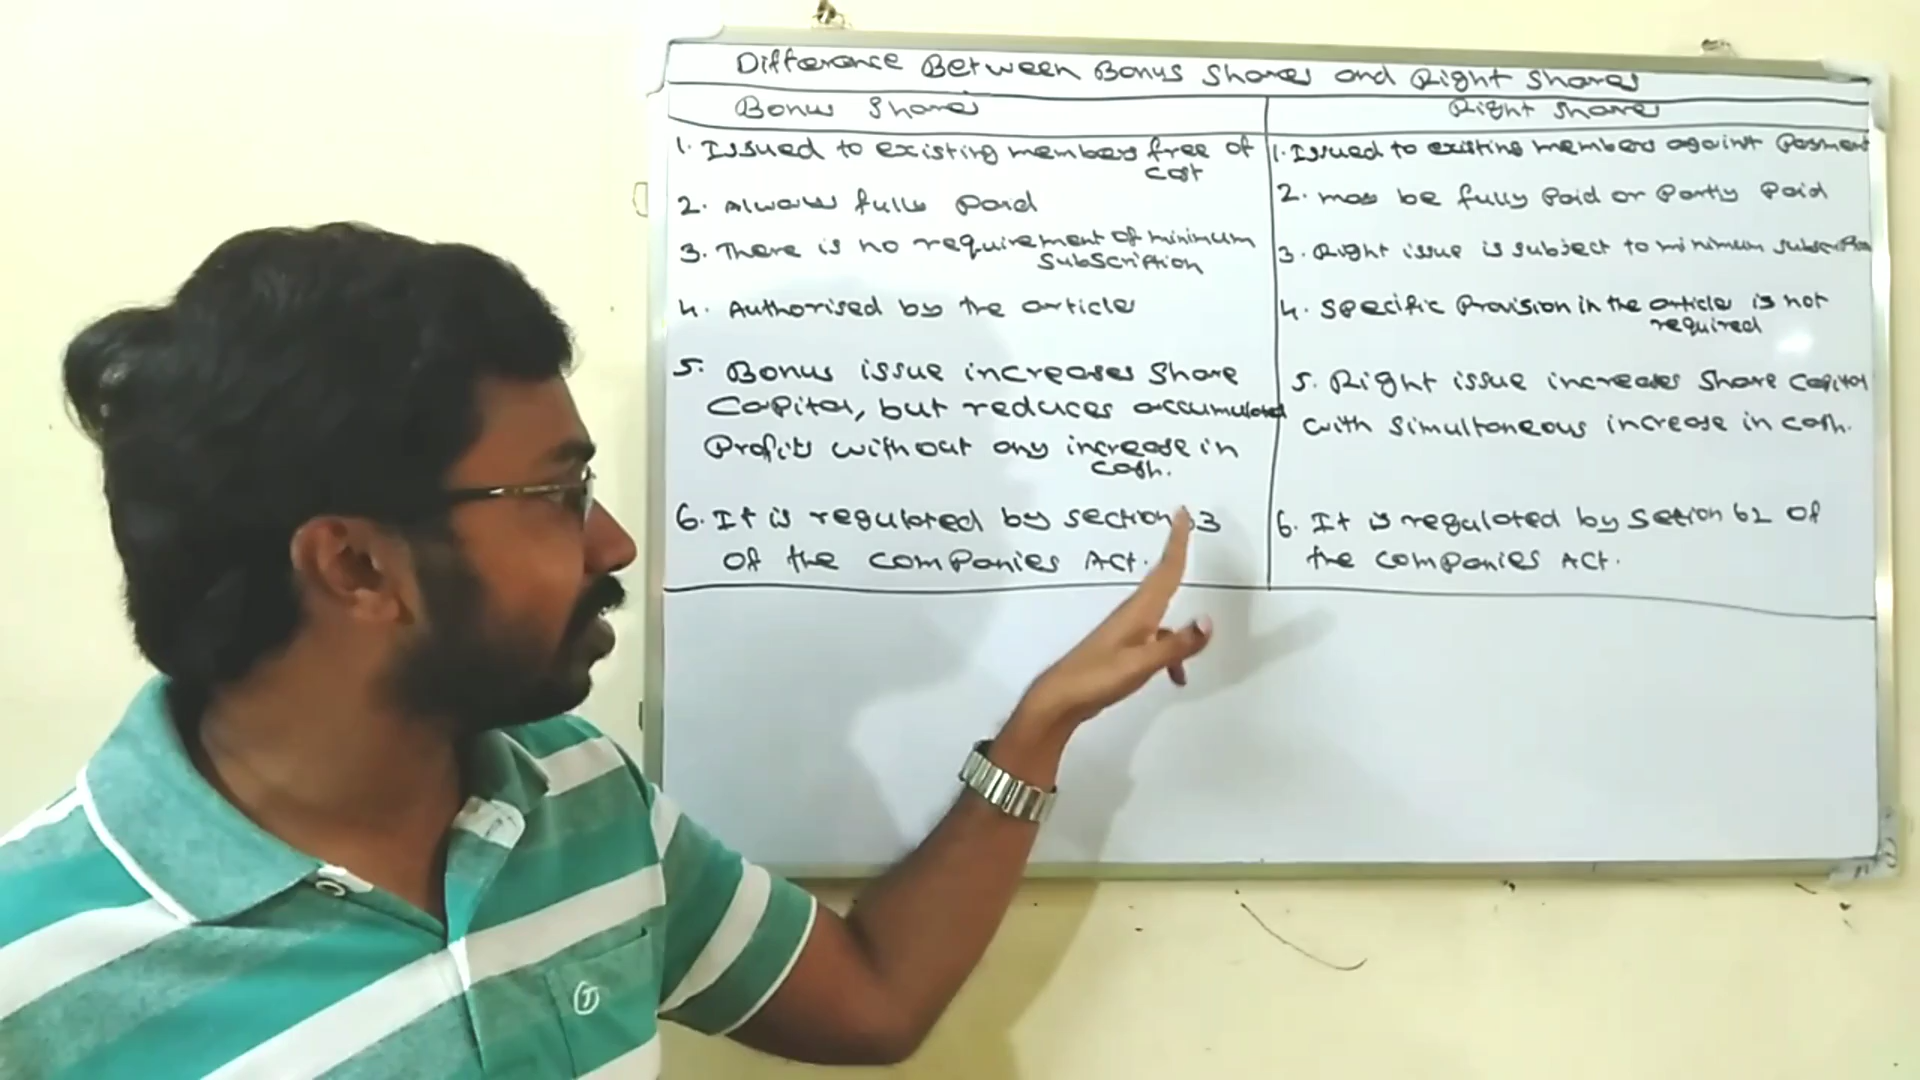 Difference Between Bonus Shares and Right Shares
Bonus Shares
1. Issued to existing members free of
cost
2. Always fully paid
3. There is no requirement of minimum
subscription
4. Authorised by the article
5. Bonus issue increases share
capital, but reduces accumulated
Profits without any increase in
cash.
6. It is regulated by section 3
of the companies Act.
Right Shares
1. Issued to existing members against Payment
2. may be fully paid or partly paid
3. Right issue is subject to minimum subscription
4. Specific Provision in the article is not
required
5. Right issue increases share capital
with simultaneous increase in cash.
6. It is regulated by Setion 62 of
the companies Act.